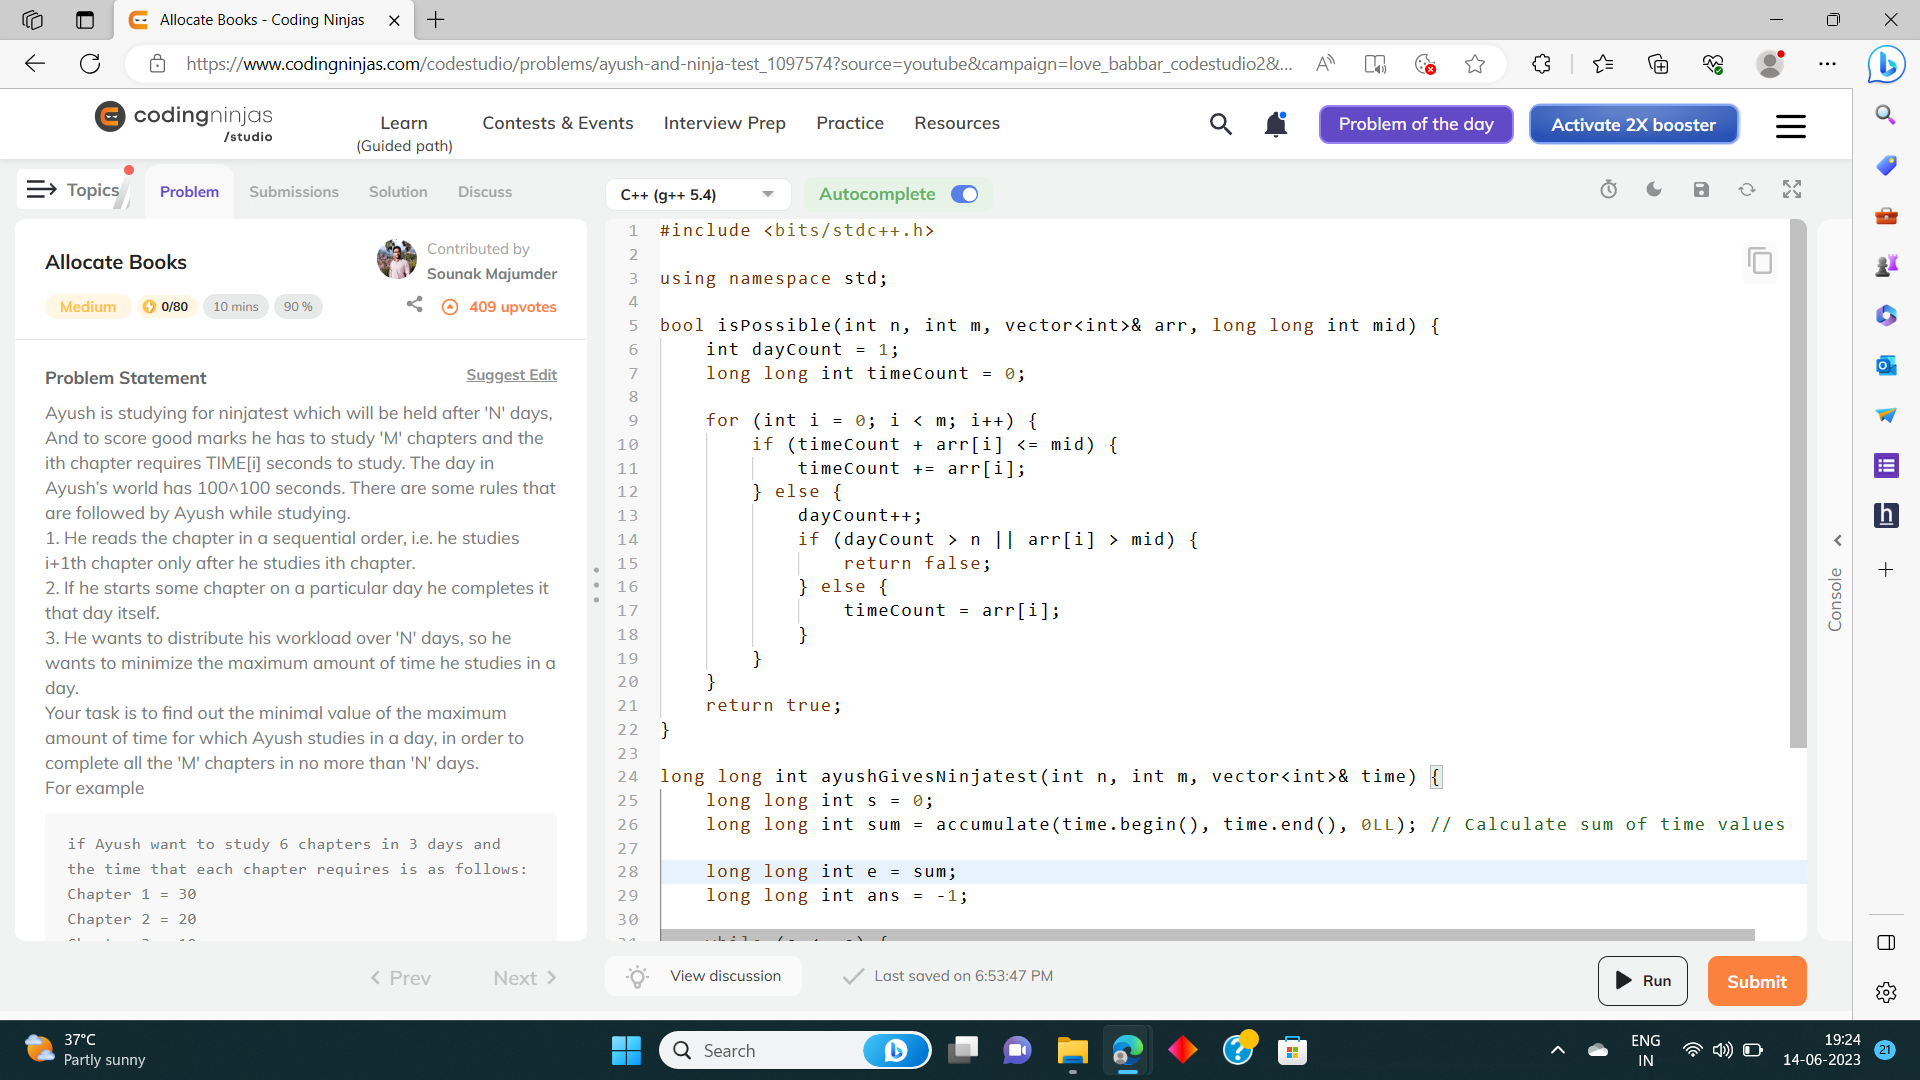 Allocate Books - Coding Ninjas
https://www.codingninjas.com/codestudio/problems/ayush-and-ninja-test_1097574?source=youtube&campaign=love_babbar_codestudio2&...
codingninjas
/studio
Learn
(Guided path)
Contests & Events
Interview Prep
Practice
Resources
Problem of the day
Activate 2X booster
Topics
Problem
Submissions
Solution
Discuss
C++ (g++ 5.4)
Autocomplete
Allocate Books
Contributed by
Sounak Majumder
Medium
0/80
10 mins
90 %
409 upvotes
Problem Statement
Suggest Edit
Ayush is studying for ninjatest which will be held after 'N' days,
And to score good marks he has to study 'M' chapters and the
ith chapter requires TIME[i] seconds to study. The day in
Ayush's world has 100^100 seconds. There are some rules that
are followed by Ayush while studying.
1. He reads the chapter in a sequential order, i.e. he studies
i+1th chapter only after he studies ith chapter.
2. If he starts some chapter on a particular day he completes it
that day itself.
3. He wants to distribute his workload over 'N' days, so he
wants to minimize the maximum amount of time he studies in a
day.
Your task is to find out the minimal value of the maximum
amount of time for which Ayush studies in a day, in order to
complete all the 'M' chapters in no more than 'N' days.
For example
if Ayush want to study 6 chapters in 3 days and
the time that each chapter requires is as follows:
Chapter 1 = 30
Chapter 2 = 20
1 #include <bits/stdc++.h>
2
3 using namespace std;
4
5 bool isPossible(int n, int m, vector<int>& arr, long long int mid) {
6 int dayCount = 1;
7 long long int timeCount = 0;
8
9 for (int i = 0; i < m; i++) {
10 if (timeCount + arr[i] <= mid) {
11 timeCount += arr[i];
12 } else {
13 dayCount++;
14 if (dayCount > n || arr[i] > mid) {
15 return false;
16 } else {
17 timeCount = arr[i];
18 }
19 }
20 }
21 return true;
22 }
23
24 long long int ayushGivesNinjatest(int n, int m, vector<int>& time) {
25 long long int s = 0;
26 long long int sum = accumulate(time.begin(), time.end(), 0LL); // Calculate sum of time values
27
28 long long int e = sum;
29 long long int ans = -1;
30
Console
Prev
Next
View discussion
Last saved on 6:53:47 PM
Run
Submit
37°C
Partly sunny
Search
ENG
IN
19:24
14-06-2023
21